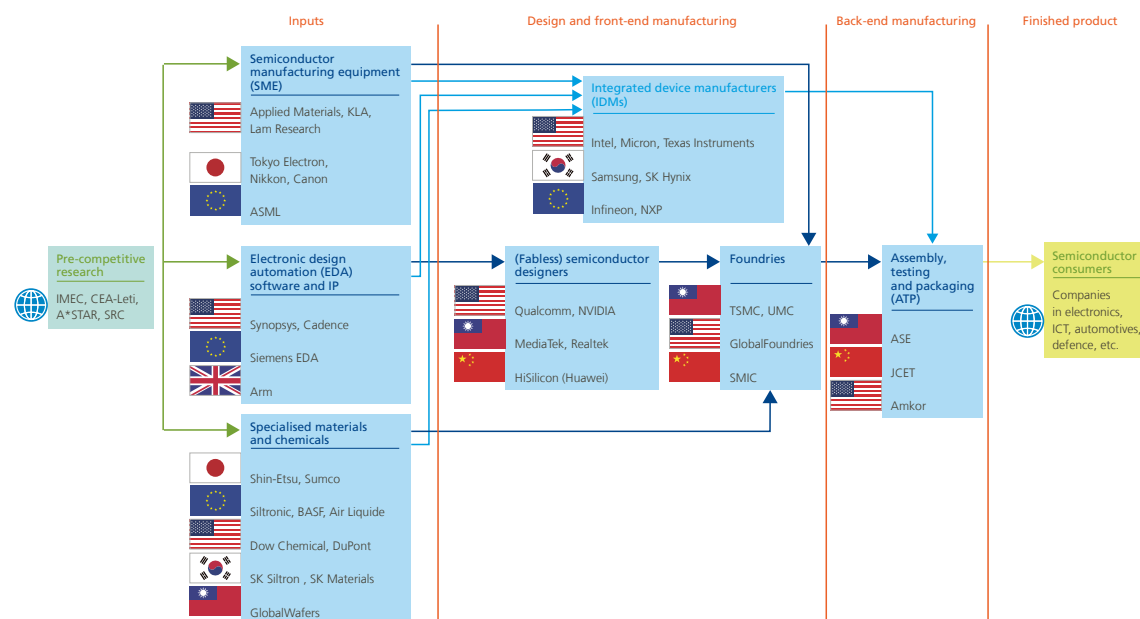 Inputs
Design and front-end manufacturing
Back-end manufacturing
Finished product
Pre-competitive
research
IMEC, CEA-Leti,
A*STAR, SRC
Semiconductor
manufacturing equipment
(SME)
Applied Materials, KLA,
Lam Research
Tokyo Electron,
Nikkon, Canon
ASML
Electronic design
automation (EDA)
software and IP
Synopsys, Cadence
Siemens EDA
Arm
Specialised materials
and chemicals
Shin-Etsu, Sumco
Siltronic, BASF, Air Liquide
Dow Chemical, DuPont
SK Siltron , SK Materials
GlobalWafers
Integrated device manufacturers
(IDMs)
Intel, Micron, Texas Instruments
Samsung, SK Hynix
Infineon, NXP
(Fabless) semiconductor
designers
Qualcomm, NVIDIA
MediaTek, Realtek
HiSilicon (Huawei)
Foundries
TSMC, UMC
GlobalFoundries
SMIC
Assembly,
testing
and packaging
(ATP)
ASE
JCET
Amkor
Semiconductor
consumers
Companies
in electronics,
ICT, automotives,
defence, etc.